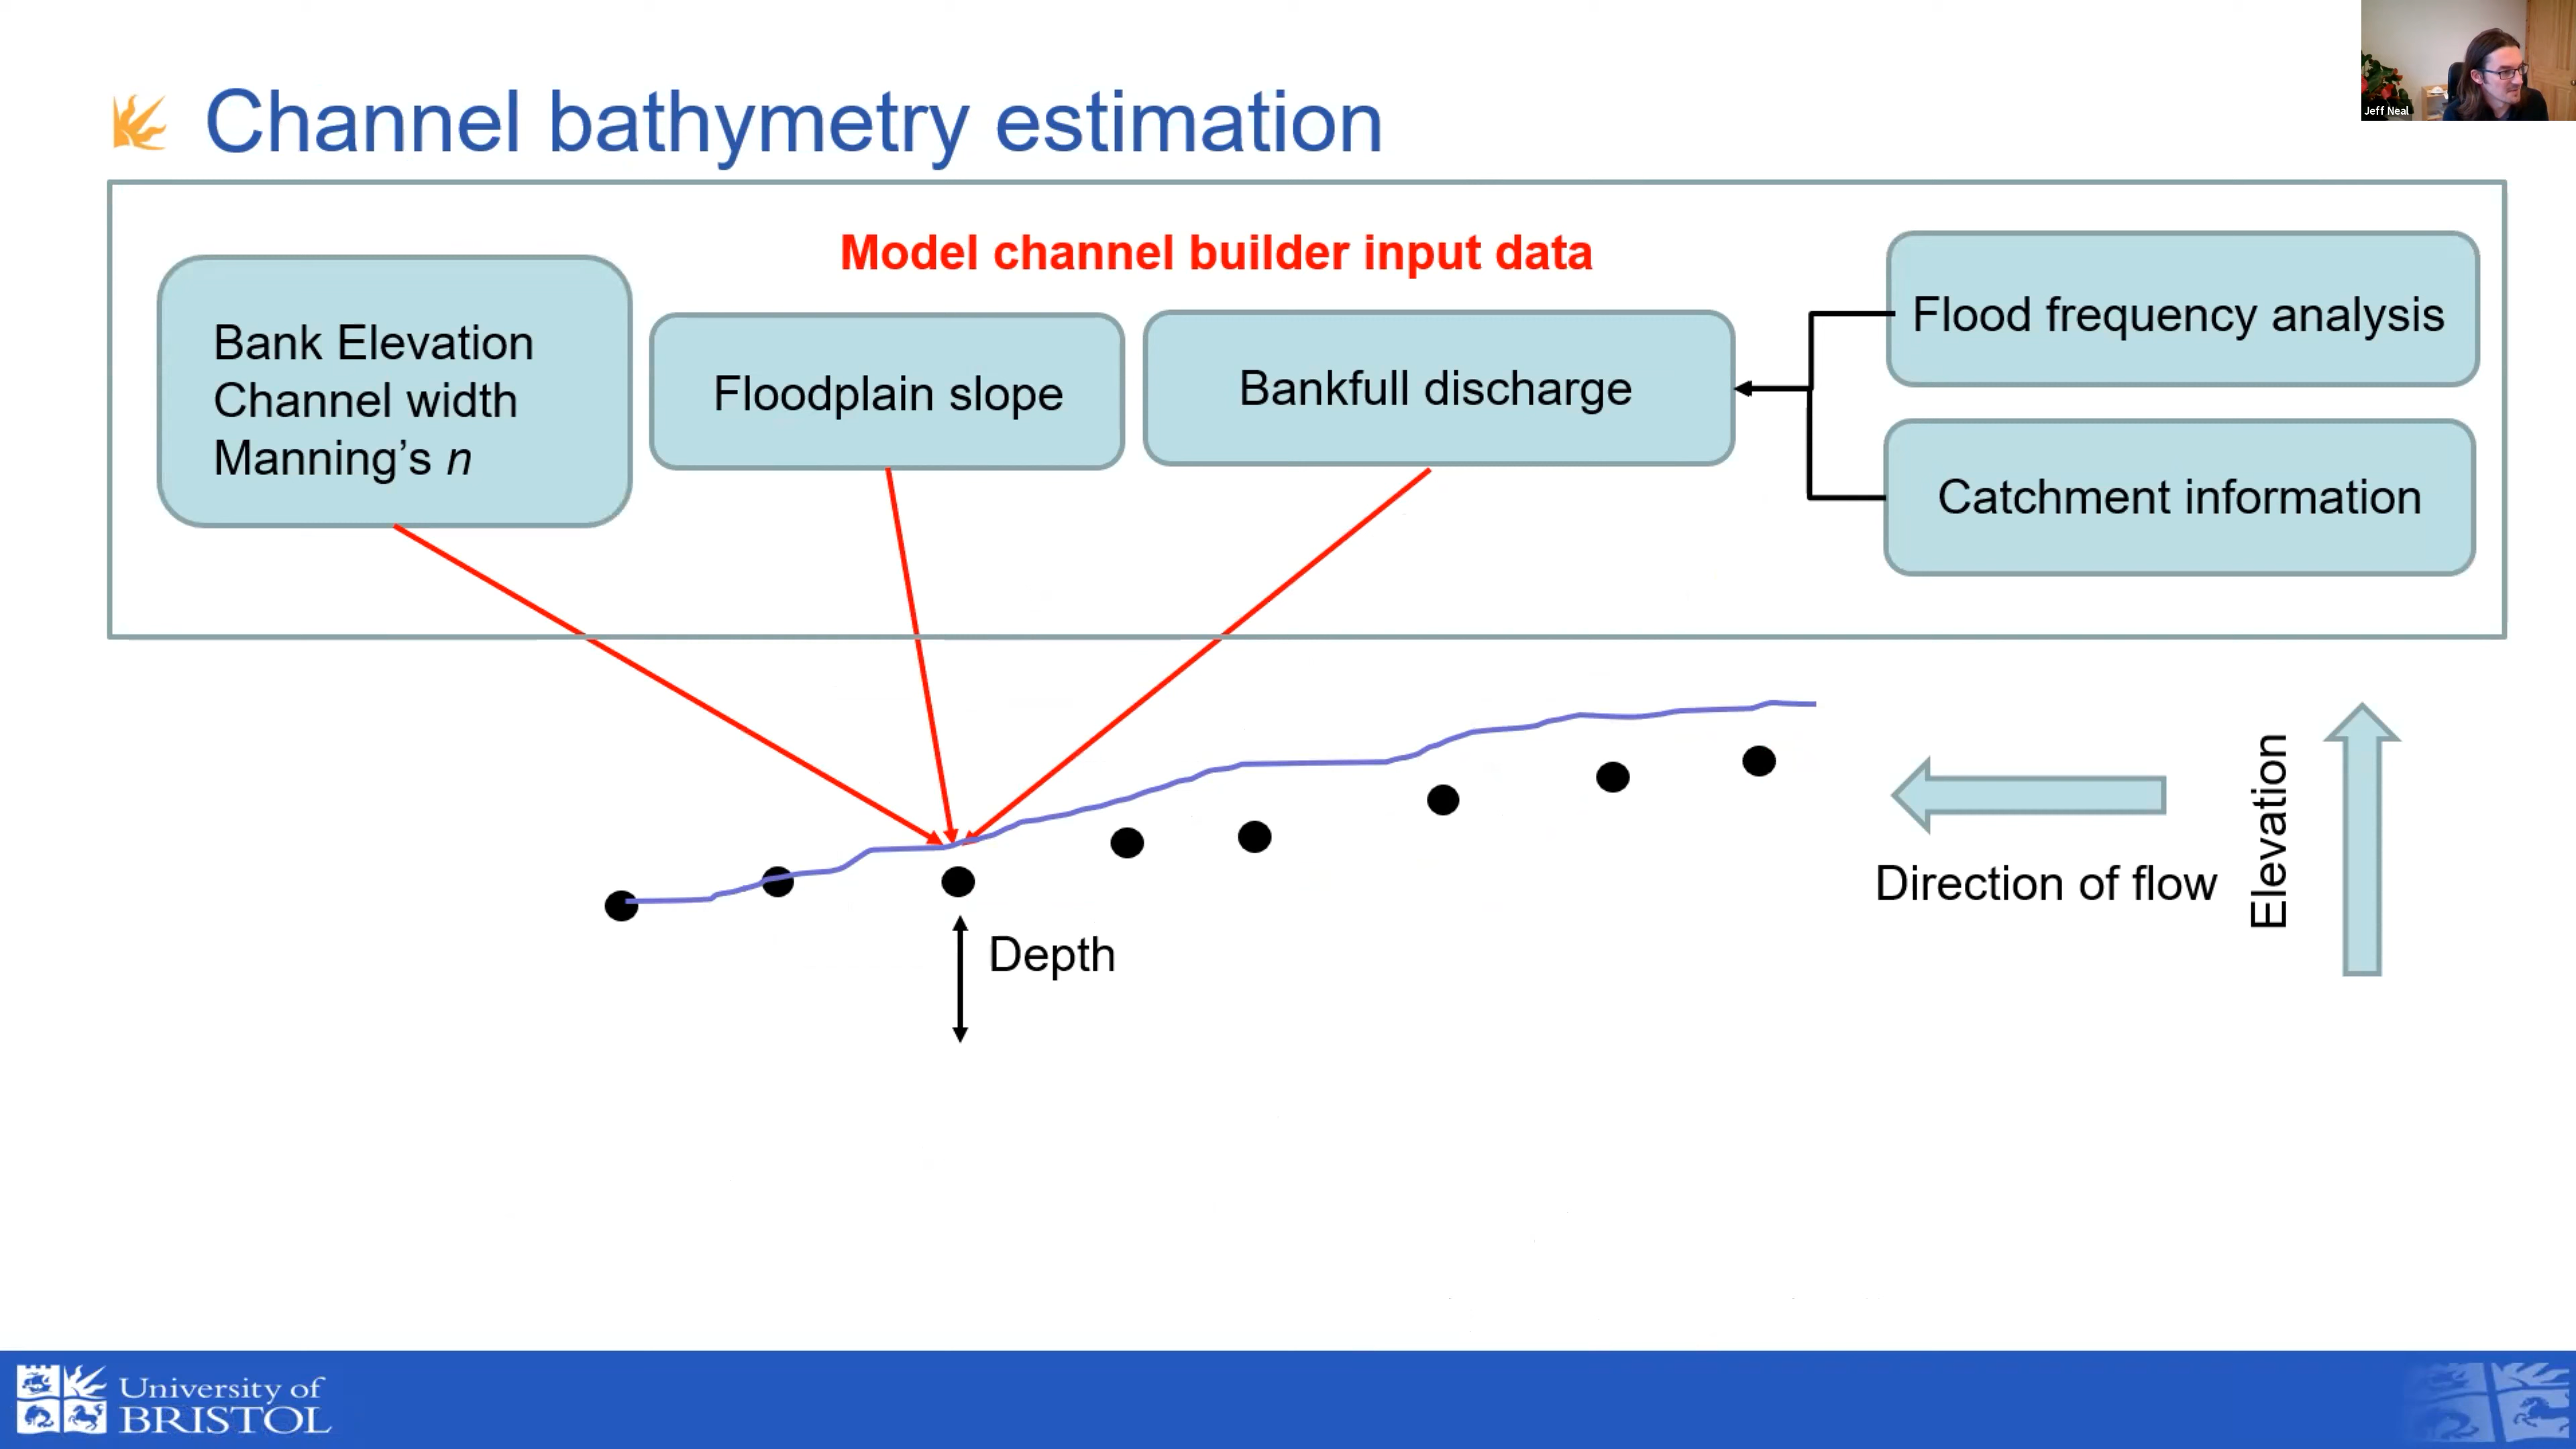 Channel bathymetry estimation
Jeff Neal
Model channel builder input data
Bank Elevation
Channel width
Manning’s n
Floodplain slope
Bankfull discharge
Flood frequency analysis
Catchment information
Depth
Direction of flow
Elevation
University of
BRISTOL